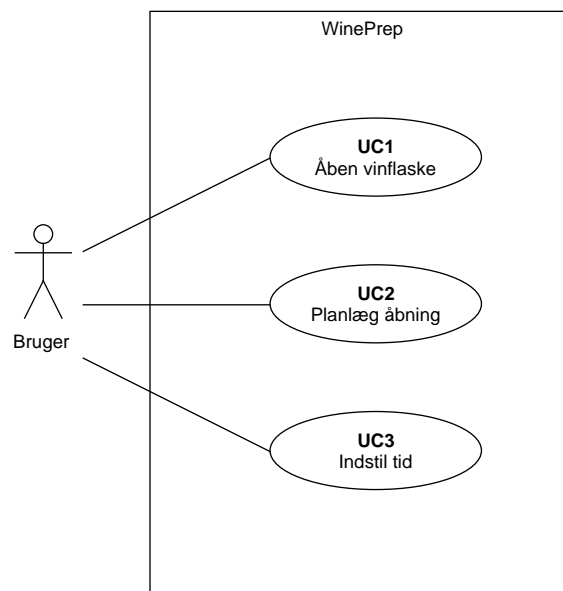 WinePrep
UC1
Åben vinflaske
UC2
Planlæg åbning
Bruger
UC3
Indstil tid